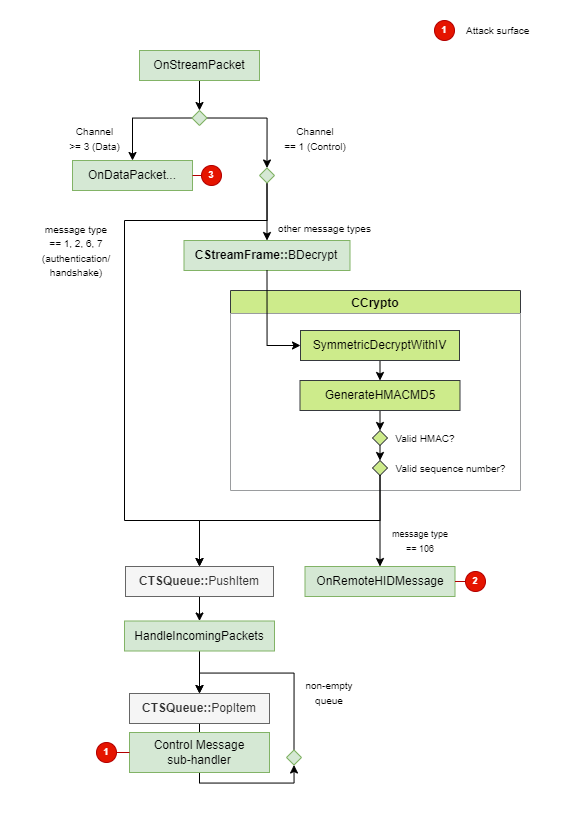 1
Attack surface
OnStreamPacket
Channel
>= 3 (Data)
Channel
== 1 (Control)
OnDataPacket...
3
message type
== 1, 2, 6, 7
(authentication/
handshake)
other message types
CStreamFrame::BDecrypt
CCrypto
SymmetricDecryptWithIV
GenerateHMACMD5
Valid HMAC?
Valid sequence number?
message type
== 106
CTSQueue::PushItem
OnRemoteHIDMessage
2
HandleIncomingPackets
non-empty
queue
CTSQueue::PopItem
1
Control Message
sub-handler